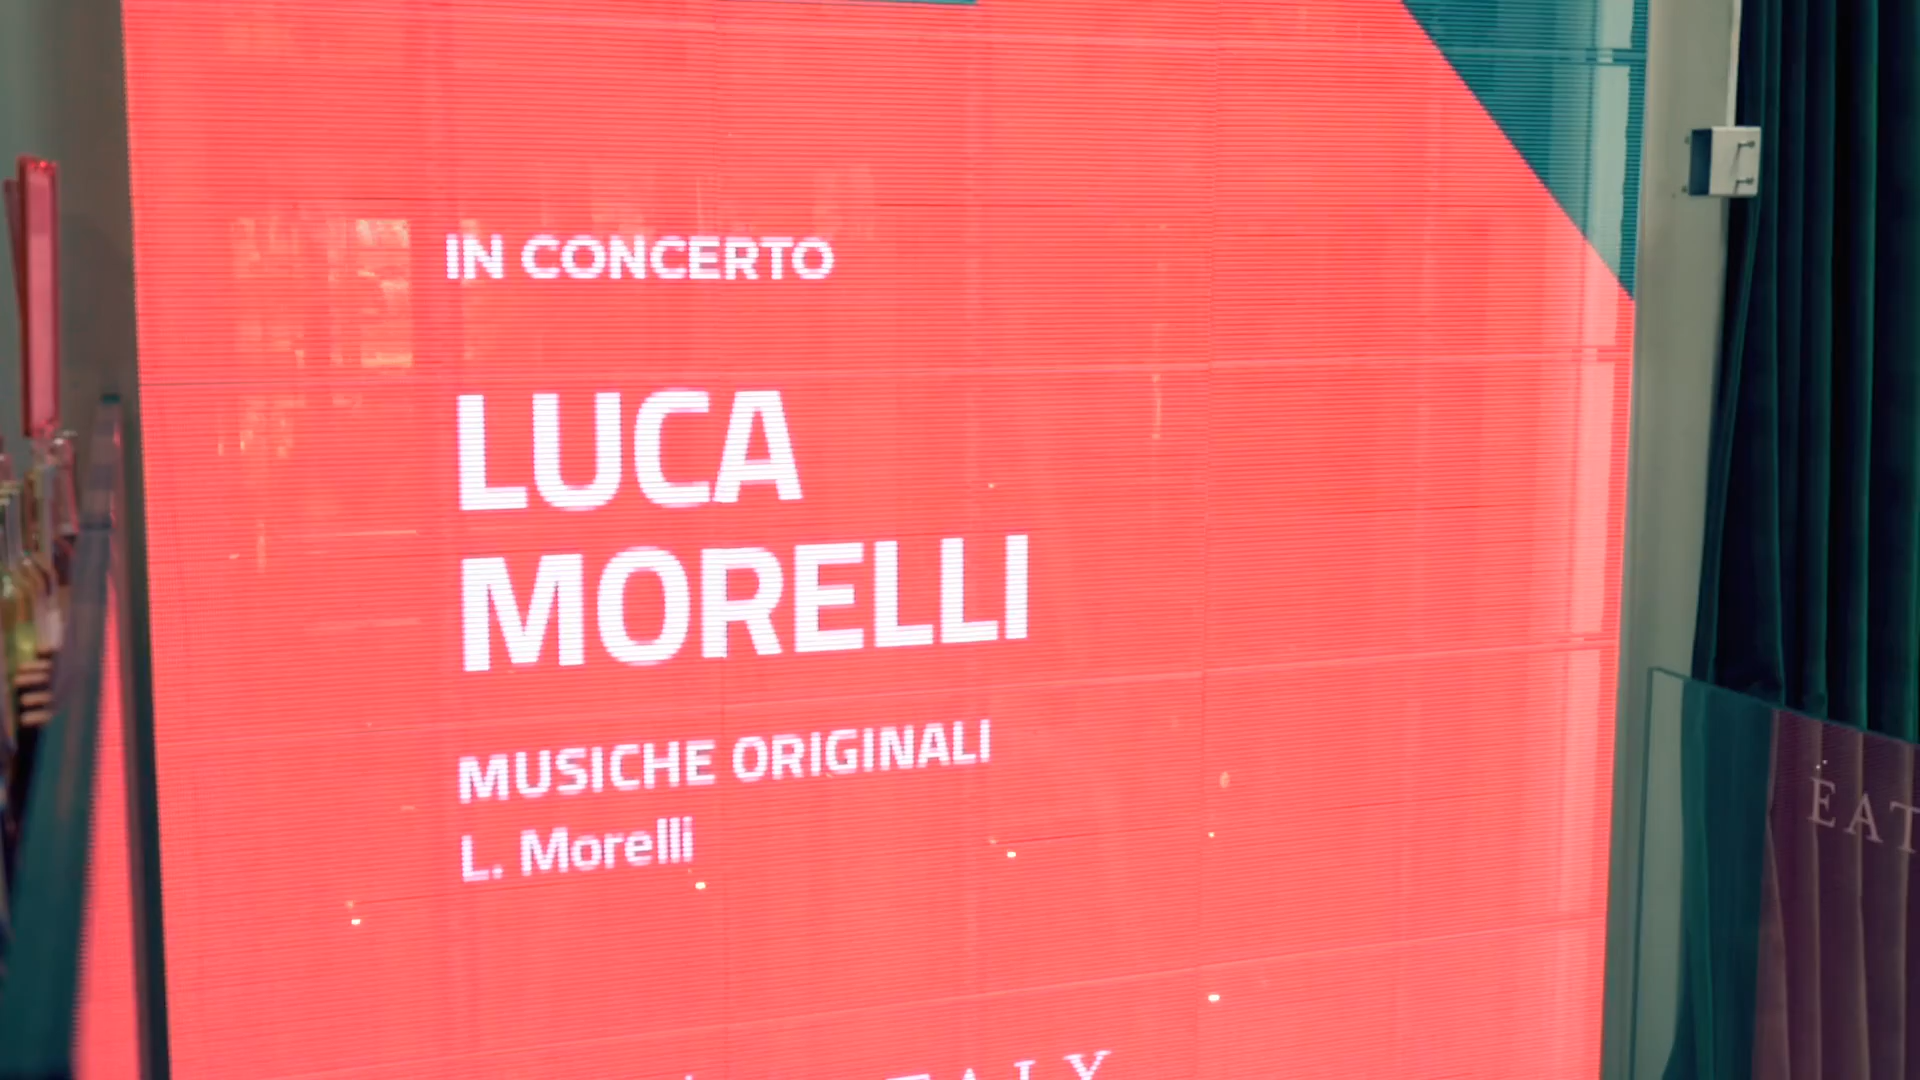 IN CONCERTO
LUCA
MORELLI
MUSICHE ORIGINALI
L. Morelli